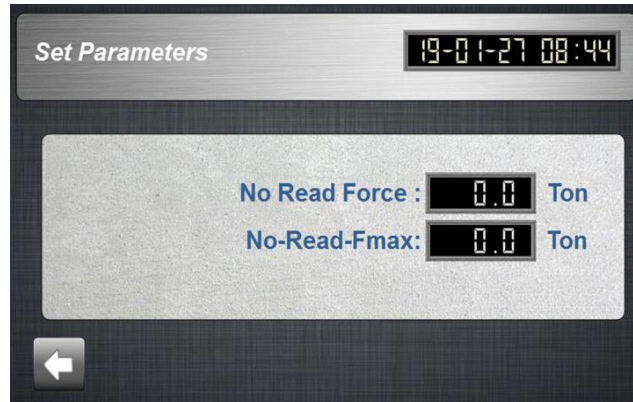 Set Parameters 19-01-27 08:44
No Read Force : 0.0 Ton
No-Read-Fmax: 0.0 Ton